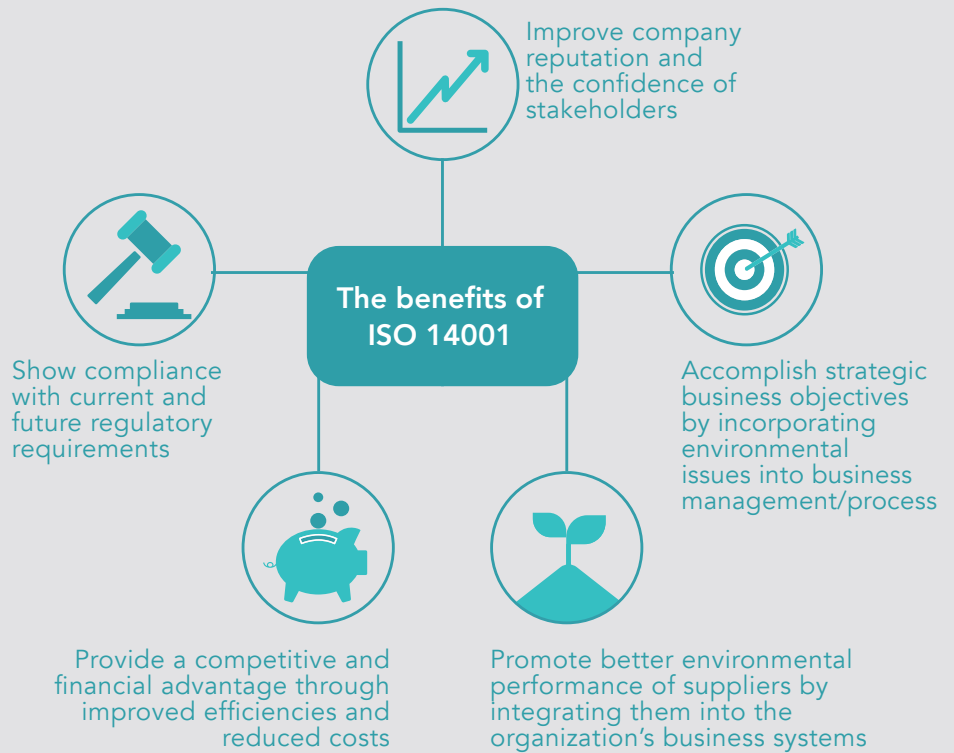 Improve company
reputation and
the confidence of
stakeholders
The benefits of
ISO 14001
Show compliance
with current and
future regulatory
requirements
Accomplish strategic
business objectives
by incorporating
environmental
issues into business
management/process
Provide a competitive and
financial advantage through
improved efficiencies and
reduced costs
Promote better environmental
performance of suppliers by
integrating them into the
organization's business systems